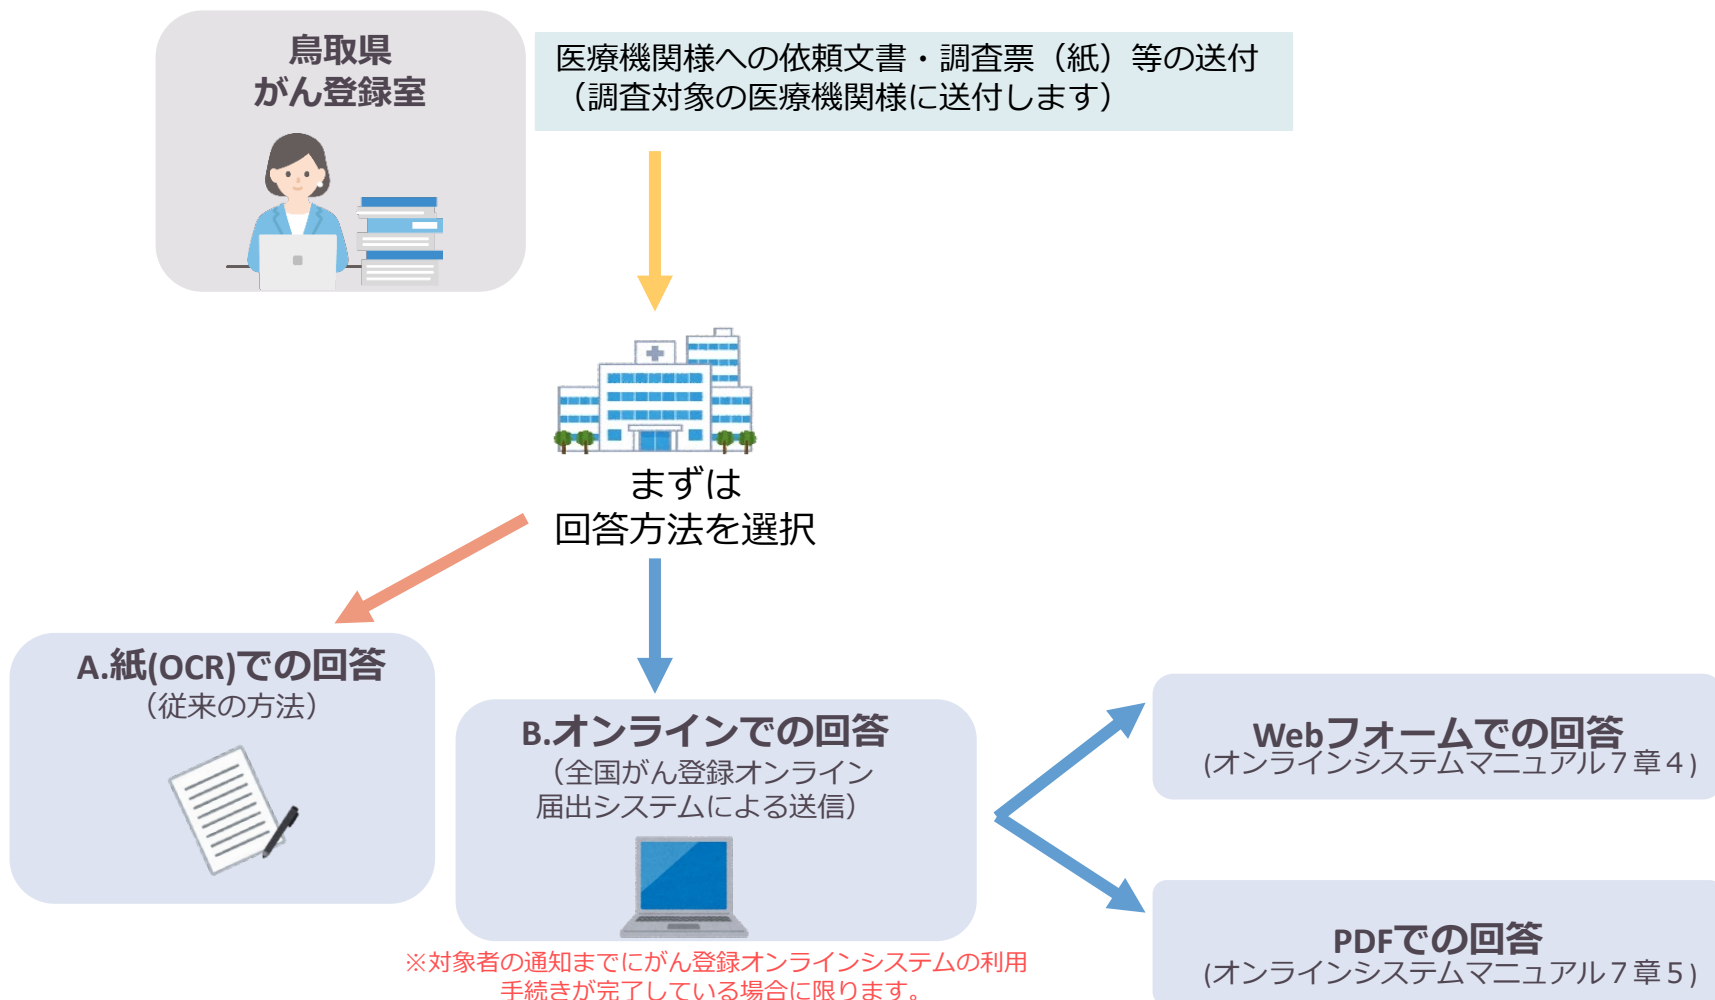 鳥取県
がん登録室
医療機関様への依頼文書・調査票（紙）等の送付
（調査対象の医療機関様に送付します）
まずは
回答方法を選択
A.紙(OCR)での回答
（従来の方法）
B.オンラインでの回答
（全国がん登録オンライン
届出システムによる送信）
※対象者の通知までにがん登録オンラインシステムの利用
手続きが完了している場合に限ります。
Webフォームでの回答
(オンラインシステムマニュアル７章４)
PDFでの回答
(オンラインシステムマニュアル７章５)